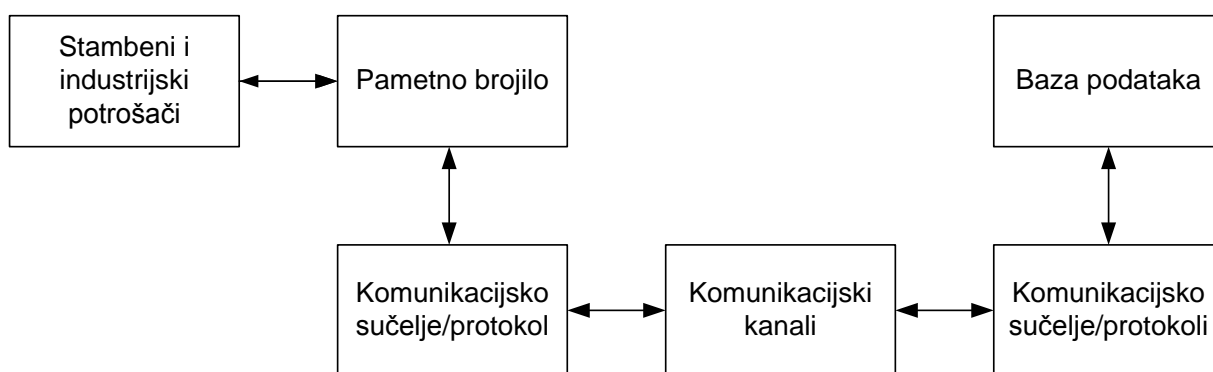 Stambeni i
industrijski
potrošači
Pametno brojilo
Baza podataka
Komunikacijsko
sučelje/protokol
Komunikacijski
kanali
Komunikacijsko
sučelje/protokoli